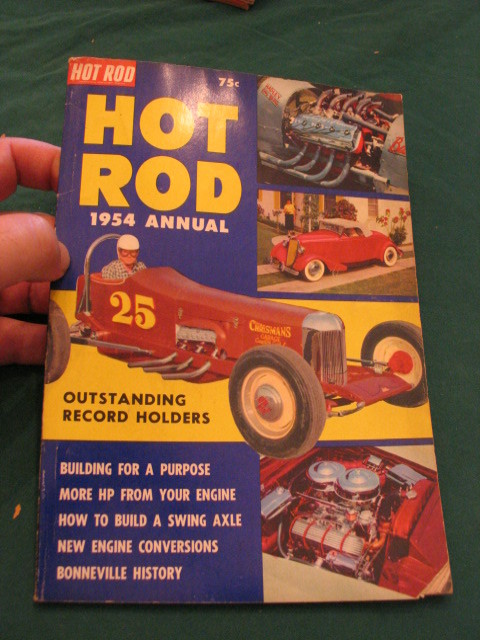 HOT ROD
75c
HOT
ROD
1954 ANNUAL
25
OUTSTANDING
RECORD HOLDERS
BUILDING FOR A PURPOSE
MORE HP FROM YOUR ENGINE
HOW TO BUILD A SWING AXLE
NEW ENGINE CONVERSIONS
BONNEVILLE HISTORY